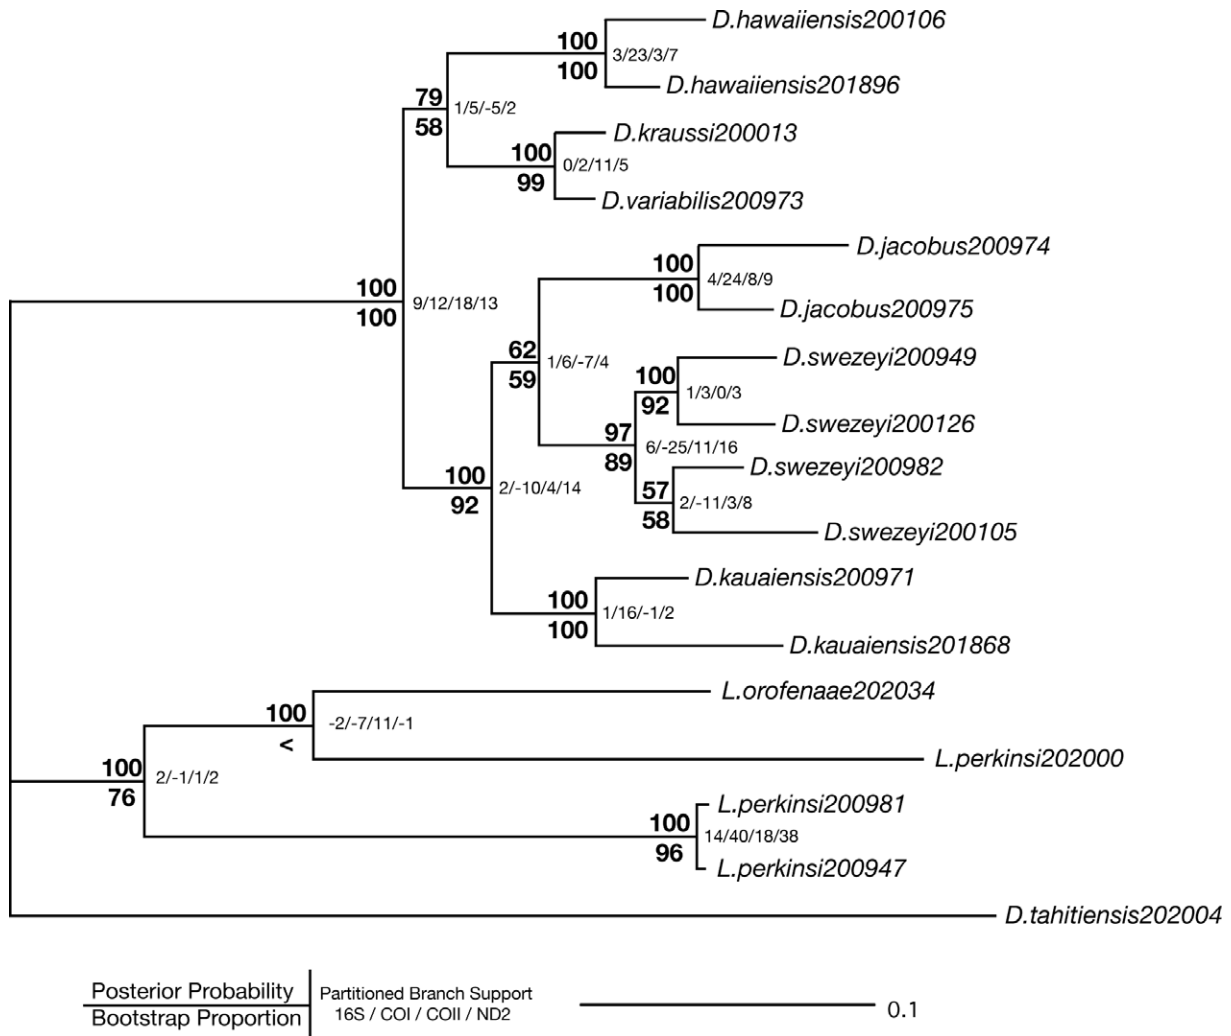 D.hawaiiensis200106
100
3/23/3/7
100
D.hawaiiensis201896
79
1/5/-5/2
58
D.kraussi200013
100
0/2/11/5
99
D.variabilis200973
D.jacobus200974
100
4/24/8/9
100
D.jacobus200975
100
9/12/18/13
100
62
1/6/-7/4
59
D.swezeyi200949
100
1/3/0/3
92
D.swezeyi200126
97
6/-25/11/16
89
D.swezeyi200982
57
2/-11/3/8
58
D.swezeyi200105
100
2/-10/4/14
92
D.kauaiensis200971
100
1/16/-1/2
100
D.kauaiensis201868
L.orofenaae202034
100
-2/-7/11/-1
<
L.perkinsi202000
100
2/-1/1/2
76
L.perkinsi200981
100
14/40/18/38
96
L.perkinsi200947
D.tahitiensis202004
Posterior Probability
Bootstrap Proportion
Partitioned Branch Support
16S / COI / COII / ND2
0.1